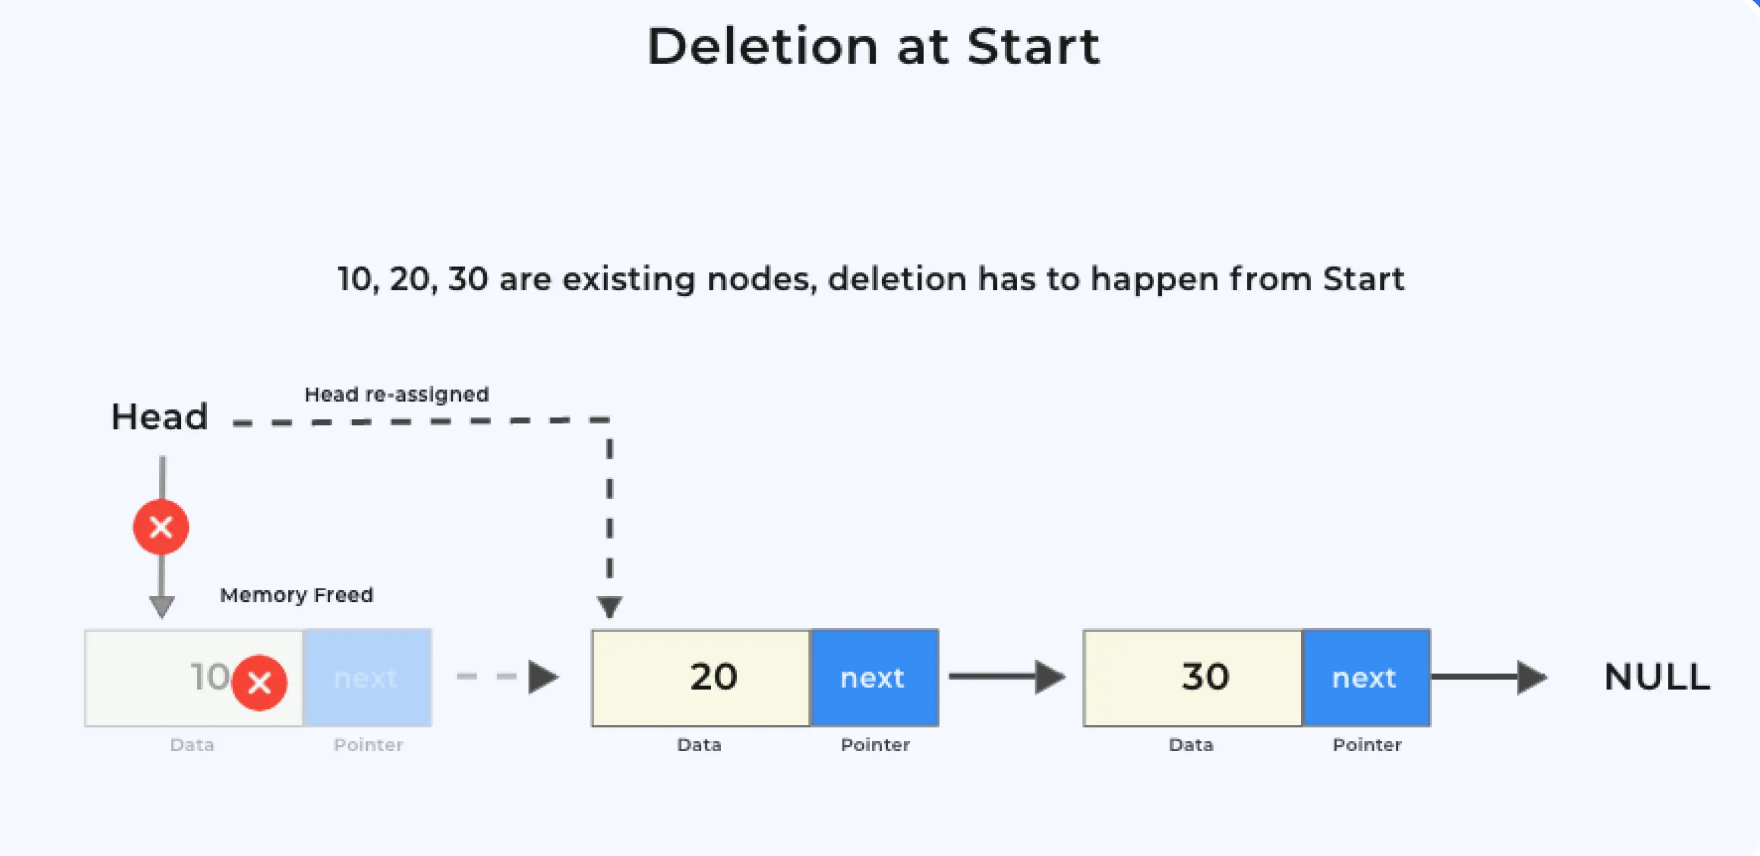 Deletion at Start
10, 20, 30 are existing nodes, deletion has to happen from Start
Head re-assigned
Head
Memory Freed
10 next 20 next 30 next NULL
Data Pointer Data Pointer Data Pointer